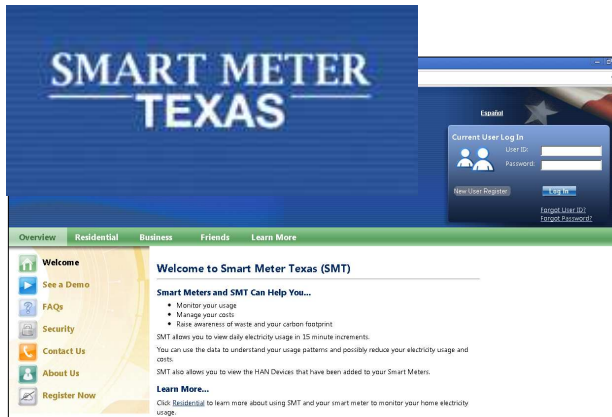 SMART METER
TEXAS
Español
Current User Log In
User ID:
Password:
New User Register
Log In
Forgot User ID?
Forgot Password?
Overview Residential Business Friends Learn More
Welcome
See a Demo
FAQs
Security
Contact Us
About Us
Register Now
Welcome to Smart Meter Texas (SMT)
Smart Meters and SMT Can Help You...
• Monitor your usage
• Manage your costs
• Raise awareness of waste and your carbon footprint
SMT allows you to view daily electricity usage in 15 minute increments.
You can use the data to understand your usage patterns and possibly reduce your electricity usage and
costs.
SMT also allows you to view the HAN Devices that have been added to your Smart Meters.
Learn More...
Click Residential to learn more about using SMT and your smart meter to monitor your home electricity
usage.